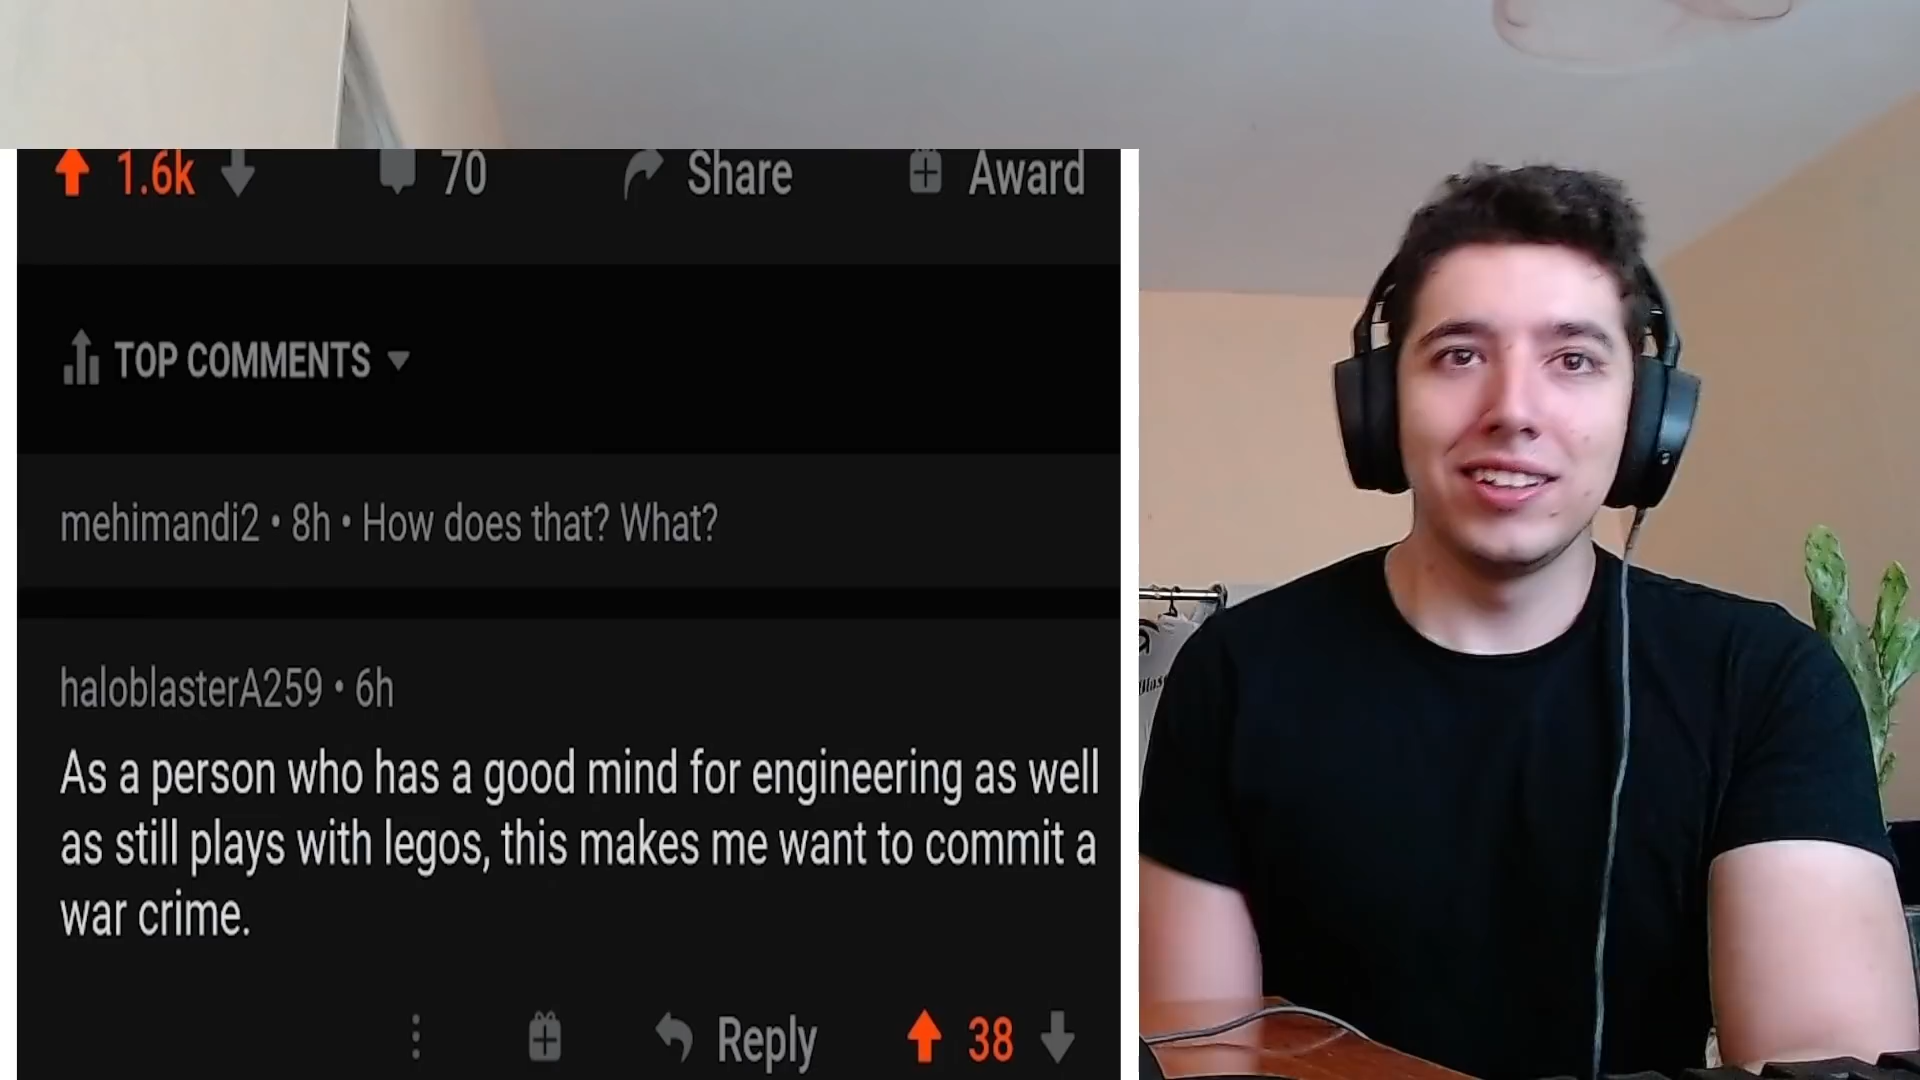 1.6k 70 Share Award
TOP COMMENTS
mehimandi2 • 8h • How does that? What?
haloblasterA259 • 6h
As a person who has a good mind for engineering as well
as still plays with legos, this makes me want to commit a
war crime.
Reply 38